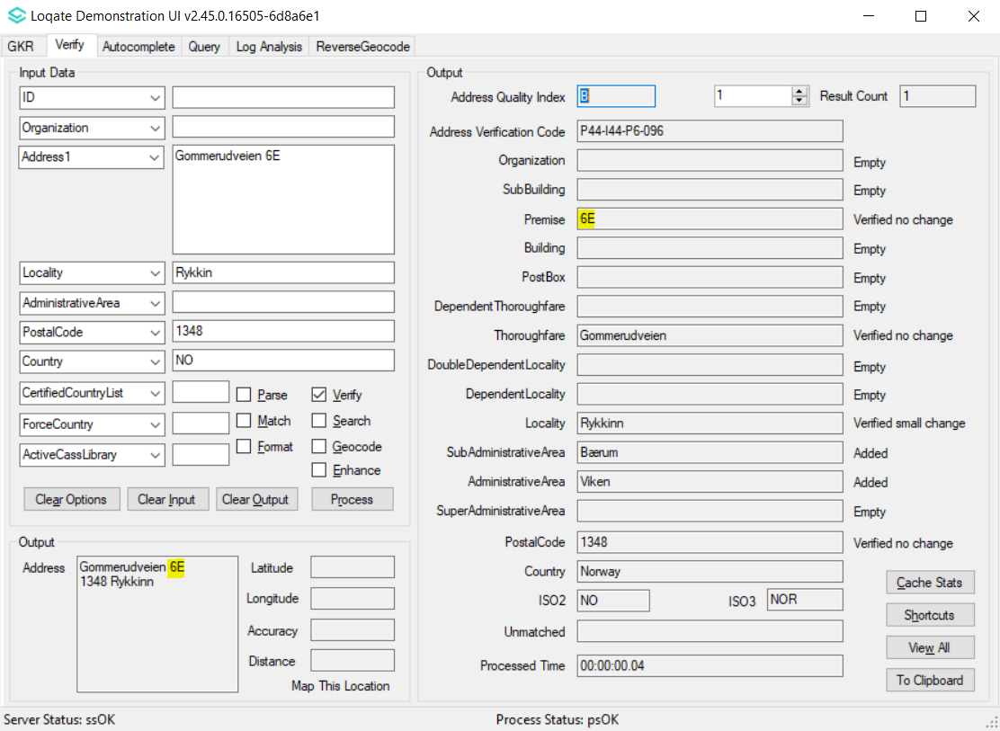 Loqate Demonstration UI v2.45.0.16505-6d8a6e1
GKR Verify Autocomplete Query Log Analysis ReverseGeocode
Input Data
ID
Organization
Address1 Gommerudveien 6E
Locality Rykkin
AdministrativeArea
PostalCode 1348
Country NO
CertifiedCountryList Parse Verify
ForceCountry Match Search
ActiveCassLibrary Format Geocode
Enhance
Clear Options Clear Input Clear Output Process
Output
Address Gommerudveien 6E
1348 Rykkinn
Latitude
Longitude
Accuracy
Distance
Map This Location
Output
Address Quality Index B 1 Result Count 1
Address Verification Code P44-I44-P6-096
Organization Empty
SubBuilding Empty
Premise 6E Verified no change
Building Empty
PostBox Empty
DependentThoroughfare Empty
Thoroughfare Gommerudveien Verified no change
DoubleDependentLocality Empty
DependentLocality Empty
Locality Rykkinn Verified small change
SubAdministrativeArea Bærum Added
AdministrativeArea Viken Added
SuperAdministrativeArea Empty
PostalCode 1348 Verified no change
Country Norway
ISO2 NO ISO3 NOR
Unmatched
Processed Time 00:00:00.04
Cache Stats
Shortcuts
View All
To Clipboard
Server Status: ssOK Process Status: psOK